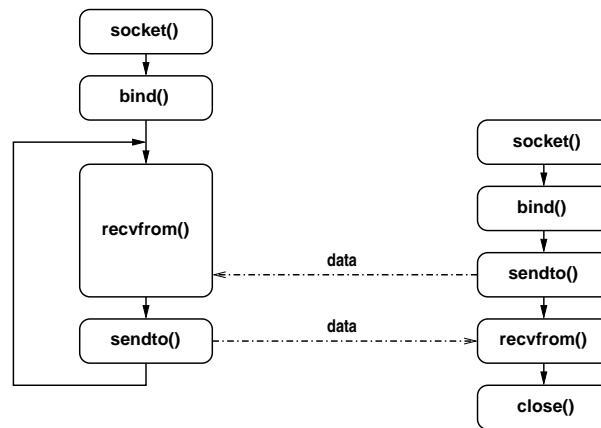 socket()
bind()
recvfrom()
sendto()
data
data
socket()
bind()
sendto()
recvfrom()
close()